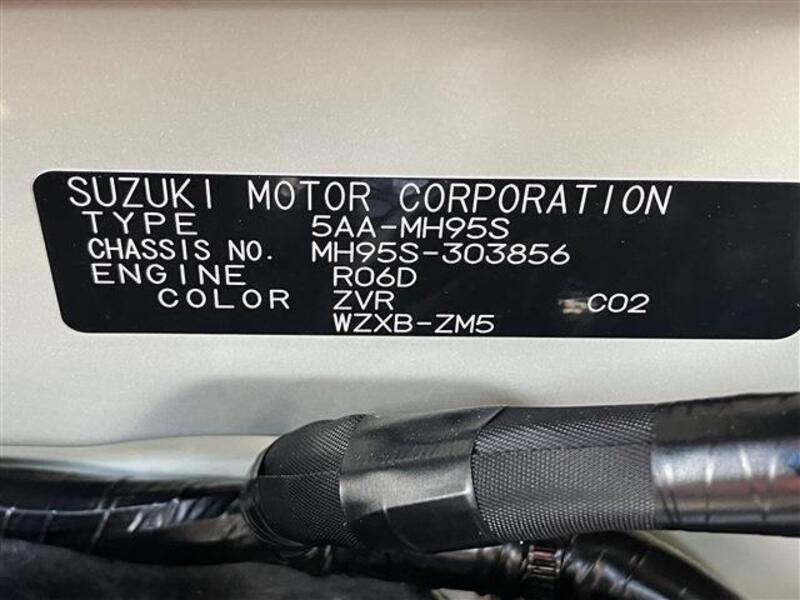 SUZUKI MOTOR CORPORATION
TYPE 5AA-MH95S
CHASSIS NO. MH95S-303856
ENGINE R06D
COLOR ZVR C02
WZXB-ZM5